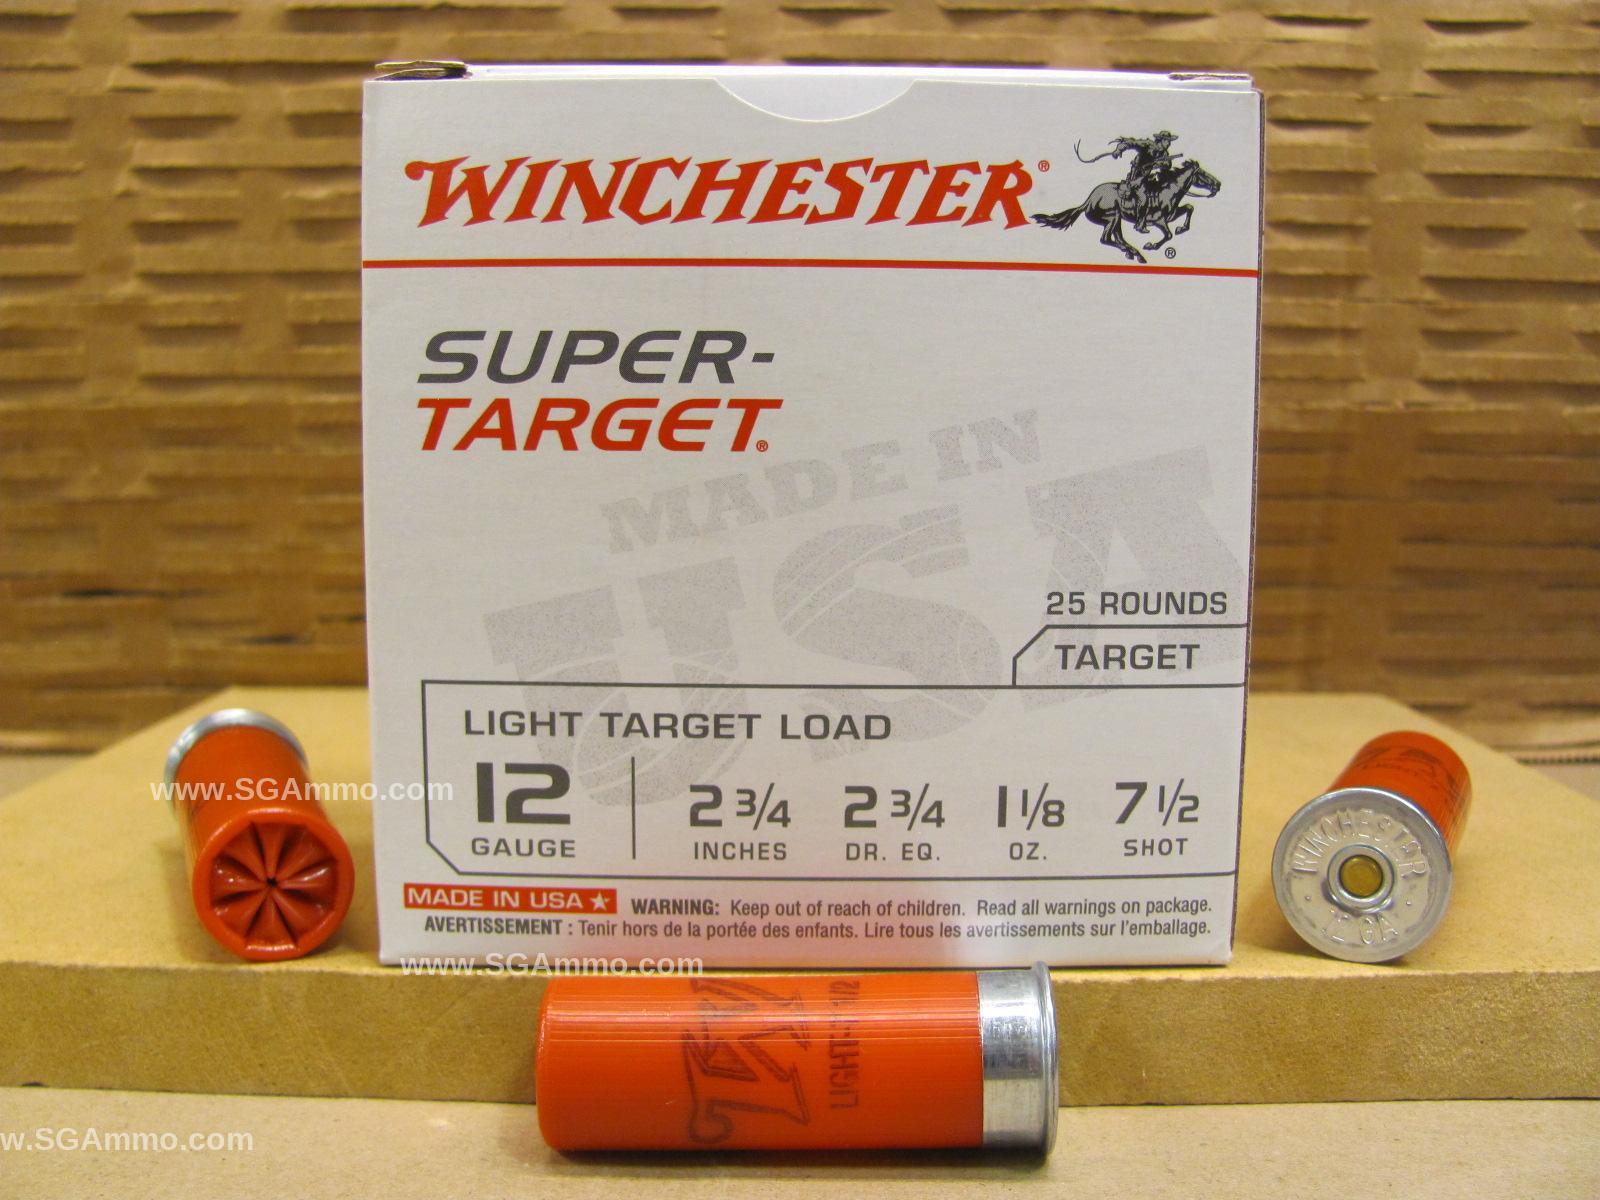 WINCHESTER®
®
SUPER-
TARGET®
MADE IN
USA
25 ROUNDS
TARGET
LIGHT TARGET LOAD
12 GAUGE
2 3/4 INCHES
2 3/4 DR. EQ.
1 1/8 OZ.
7 1/2 SHOT
MADE IN USA
WARNING: Keep out of reach of children. Read all warnings on package.
AVERTISSEMENT : Tenir hors de la portée des enfants. Lire tous les avertissements sur l'emballage.
www.SGAmmo.com
WINCHESTER
12 GA
www.SGAmmo.com
W
LIGHT
1/2
w.SGAmmo.com